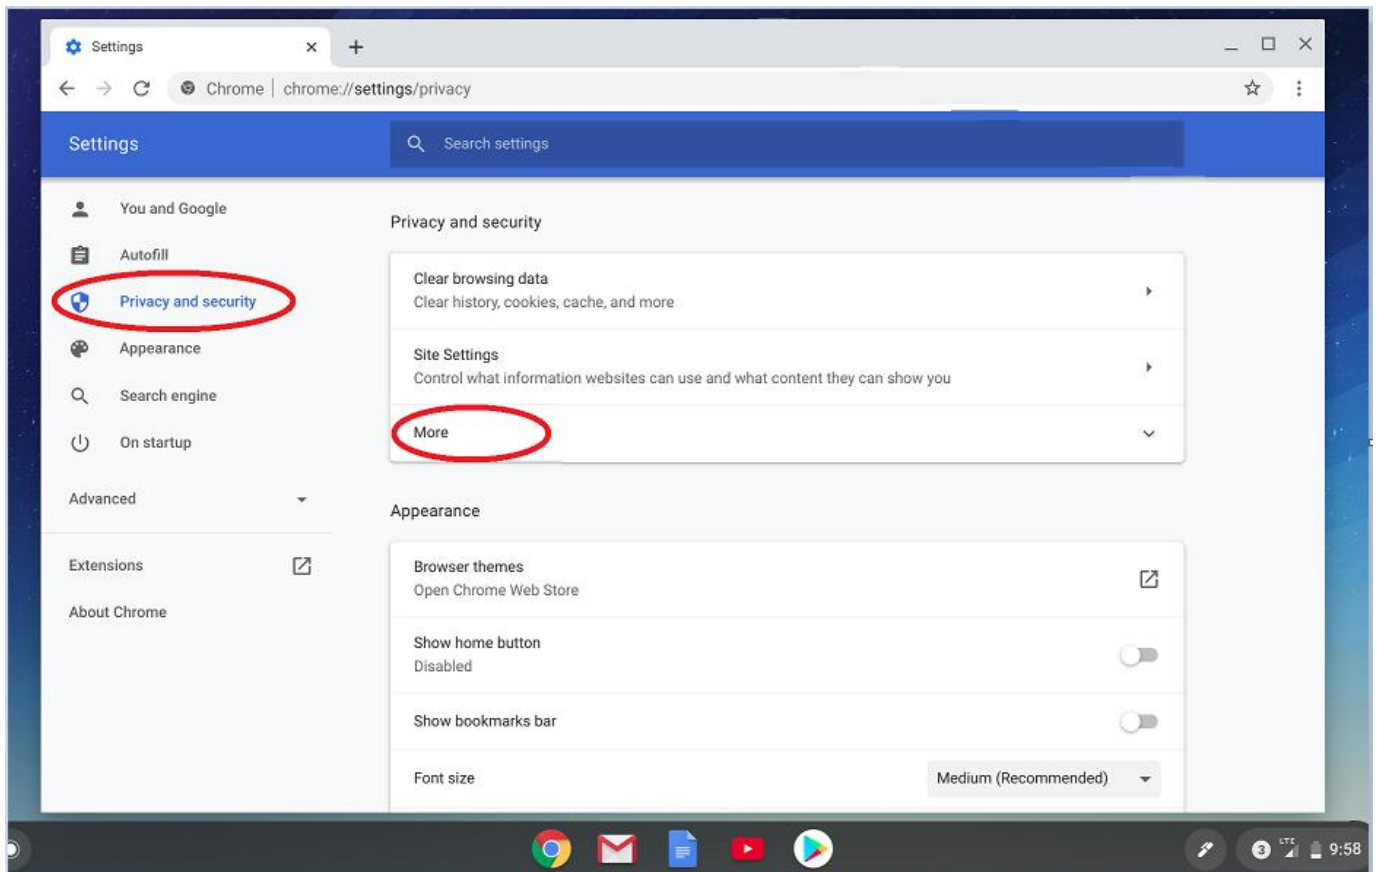 Settings
Chrome | chrome://settings/privacy
Settings
Search settings
You and Google
Autofill
Privacy and security
Appearance
Search engine
On startup
Advanced
Extensions
About Chrome
Privacy and security
Clear browsing data
Clear history, cookies, cache, and more
Site Settings
Control what information websites can use and what content they can show you
More
Appearance
Browser themes
Open Chrome Web Store
Show home button
Disabled
Show bookmarks bar
Font size
Medium (Recommended)
3 LTE 9:58